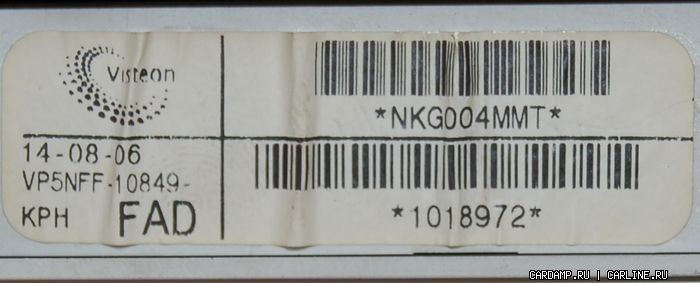 Visteon
*NKG004MMT*
14-08-06
VP5NFF-10849-
KPH FAD
*1018972*
CARDAMP.RU | CARLINE.RU